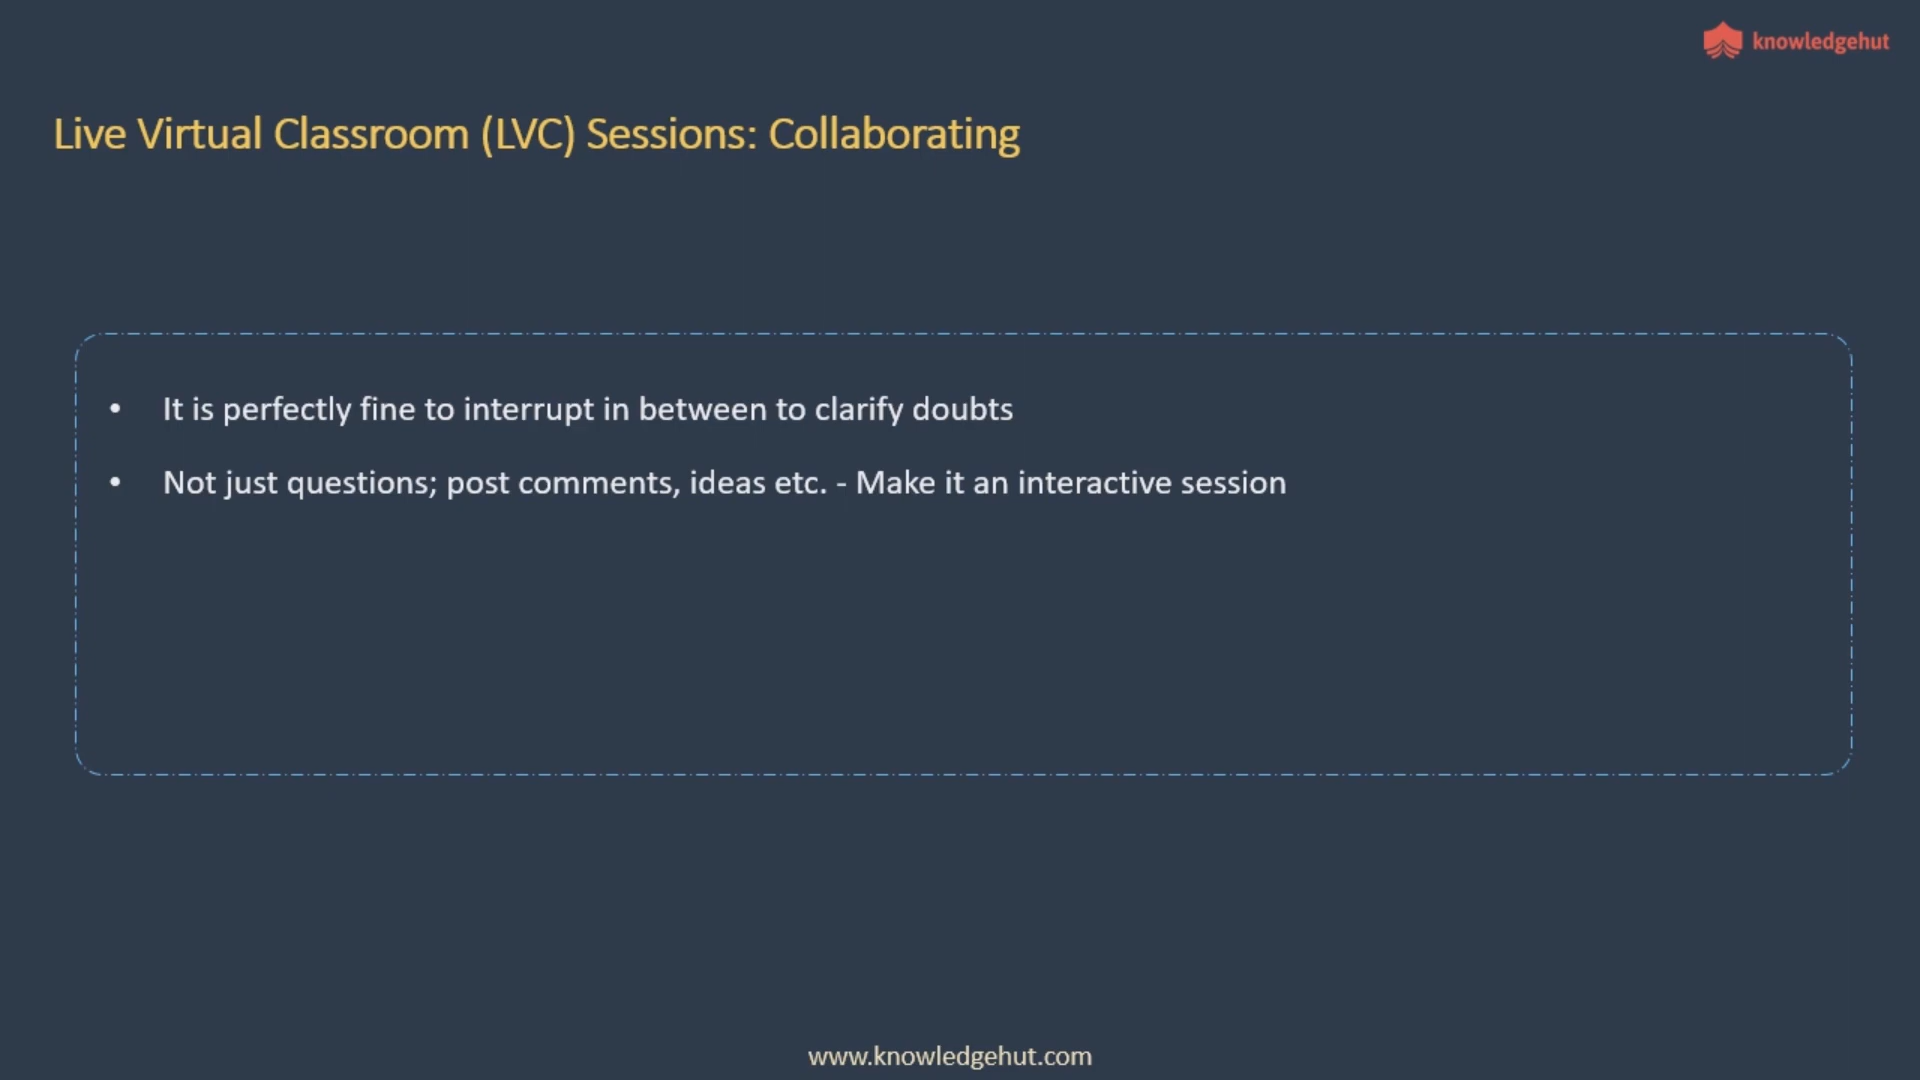 knowledgehut
Live Virtual Classroom (LVC) Sessions: Collaborating
• It is perfectly fine to interrupt in between to clarify doubts
• Not just questions; post comments, ideas etc. - Make it an interactive session
www.knowledgehut.com